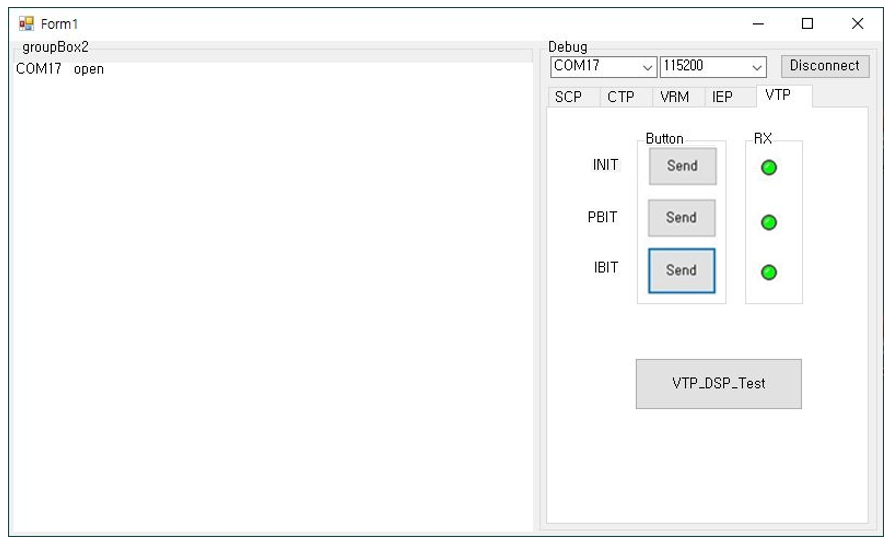 Form1
groupBox2
COM17 open
Debug
COM17 115200 Disconnect
SCP CTP VRM IEP VTP
Button RX
INIT Send
PBIT Send
IBIT Send
VTP_DSP_Test